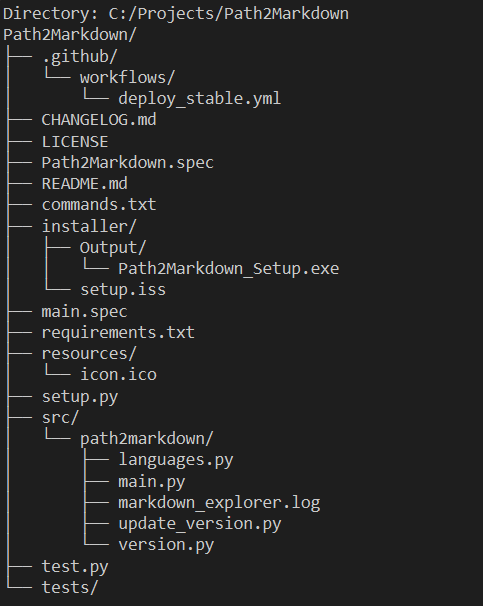 Directory: C:/Projects/Path2Markdown
Path2Markdown/
├── .github/
│   └── workflows/
│       └── deploy_stable.yml
├── CHANGELOG.md
├── LICENSE
├── Path2Markdown.spec
├── README.md
├── commands.txt
├── installer/
│   ├── Output/
│   │   └── Path2Markdown_Setup.exe
│   └── setup.iss
├── main.spec
├── requirements.txt
├── resources/
│   └── icon.ico
├── setup.py
├── src/
│   └── path2markdown/
│       ├── languages.py
│       ├── main.py
│       ├── markdown_explorer.log
│       ├── update_version.py
│       └── version.py
├── test.py
└── tests/